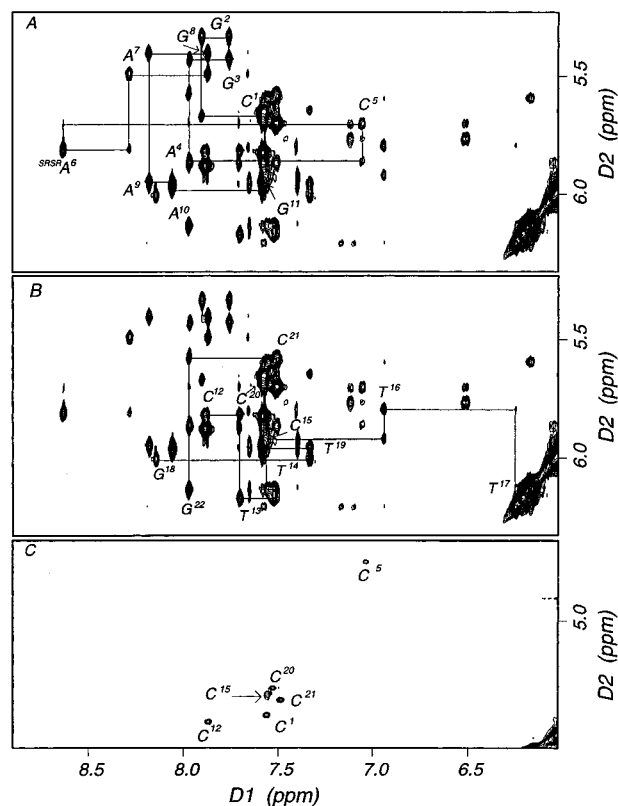 A
G²
G⁸
A⁷
G³
5.5
C¹
C⁵
D2 (ppm)
A⁴
SRSRA⁶
A⁹
6.0
A¹⁰
G¹¹
B
C²¹
5.5
T¹⁶
C¹²
C²⁰
C¹⁵
D2 (ppm)
T¹⁹
G¹⁸
T¹⁴
6.0
G²²
T¹³
T¹⁷
C
C⁵
5.0
D2 (ppm)
C²⁰
C¹⁵
C²¹
C¹²
C¹
8.5 8.0 7.5 7.0 6.5
D1 (ppm)